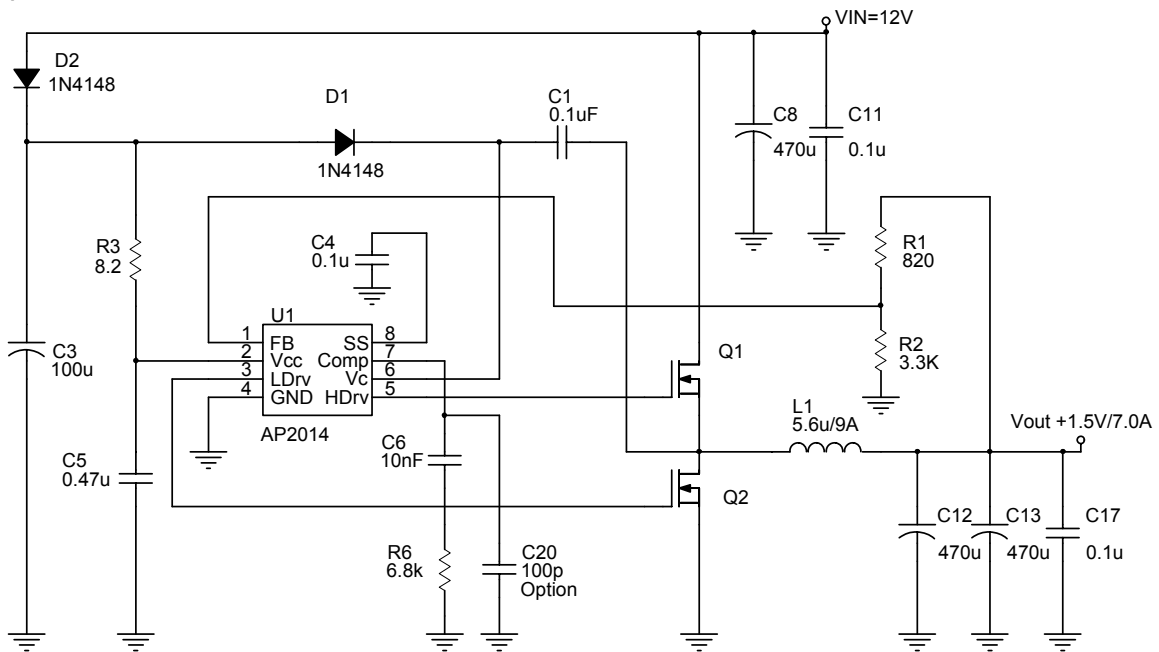 VIN=12V
D2
1N4148
D1
1N4148
C1
0.1uF
C8
470u
C11
0.1u
R3
8.2
C4
0.1u
R1
820
U1
1 FB SS 8
2 Vcc Comp 7
3 LDrv Vc 6
4 GND HDrv 5
AP2014
C3
100u
R2
3.3K
Q1
L1
5.6u/9A
Vout +1.5V/7.0A
C5
0.47u
C6
10nF
Q2
R6
6.8k
C20
100p
Option
C12
470u
C13
470u
C17
0.1u